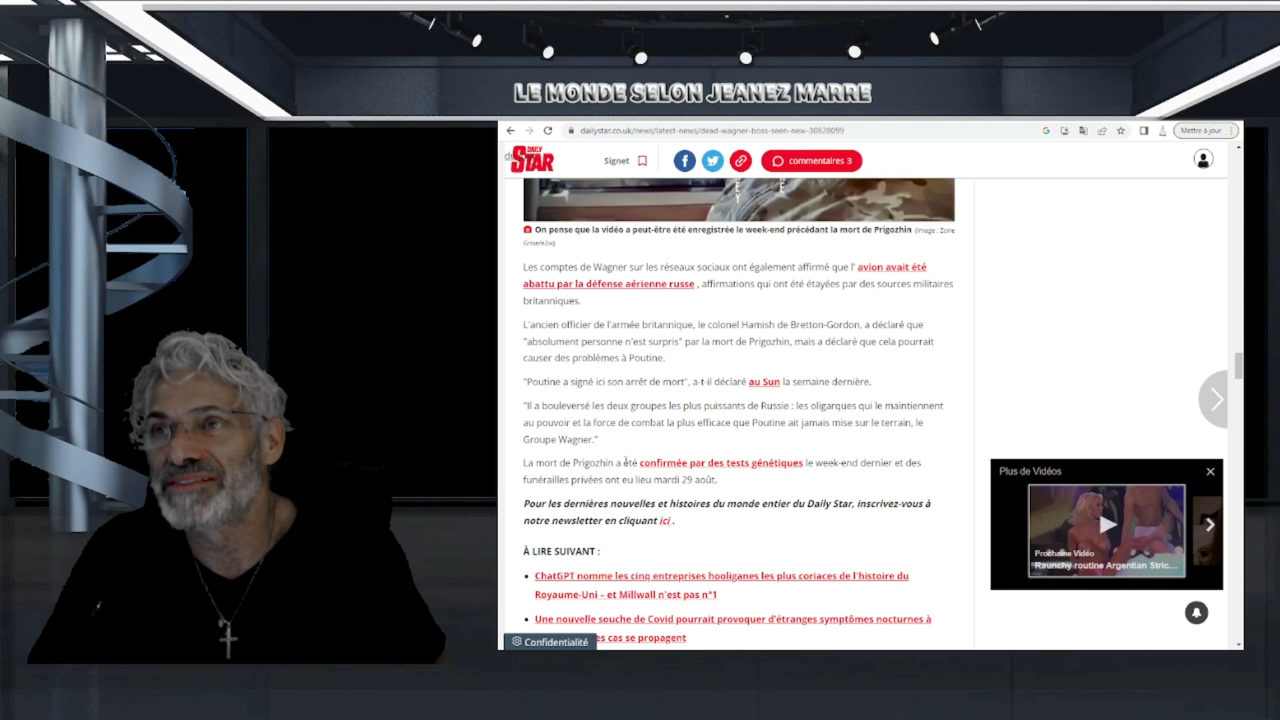 LE MONDE SELON JEANEZ MARRE
dailystar.co.uk/news/latest-news/dead-wagner-boss-seen-new-30828099
Mettre à jour
DAILY
STAR
Signet
commentaires 3
On pense que la vidéo a peut-être été enregistrée le week-end précédant la mort de Prigozhin (Image : Zone
Les comptes de Wagner sur les réseaux sociaux ont également affirmé que l' avion avait été
abattu par la défense aérienne russe , affirmations qui ont été étayées par des sources militaires
britanniques.
L'ancien officier de l'armée britannique, le colonel Hamish de Bretton-Gordon, a déclaré que
"absolument personne n'est surpris" par la mort de Prigozhin, mais a déclaré que cela pourrait
causer des problèmes à Poutine.
"Poutine a signé ici son arrêt de mort", a-t-il déclaré au Sun la semaine dernière.
"Il a bouleversé les deux groupes les plus puissants de Russie : les oligarques qui le maintiennent
au pouvoir et la force de combat la plus efficace que Poutine ait jamais mise sur le terrain, le
Groupe Wagner."
La mort de Prigozhin a été confirmée par des tests génétiques le week-end dernier et des
funérailles privées ont eu lieu mardi 29 août.
Pour les dernières nouvelles et histoires du monde entier du Daily Star, inscrivez-vous à
notre newsletter en cliquant ici .
À LIRE SUIVANT :
ChatGPT nomme les cinq entreprises hooliganes les plus coriaces de l'histoire du
Royaume-Uni – et Millwall n'est pas n°1
Une nouvelle souche de Covid pourrait provoquer d'étranges symptômes nocturnes à
es cas se propagent
Confidentialité
Plus de Vidéos
Prochaine Vidéo
Raunchy routine Argentian Stric...